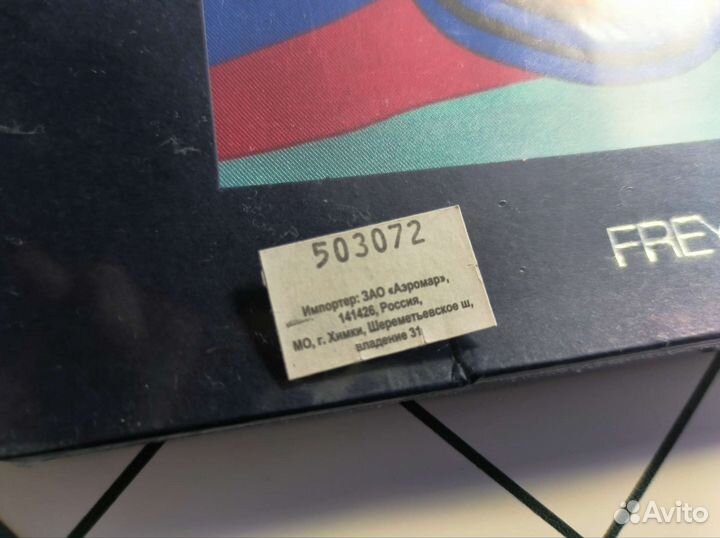 FREY
503072
Импортер: ЗАО «Аэромар»,
141426, Россия,
МО, г. Химки, Шереметьевское ш,
владение 31
Avito